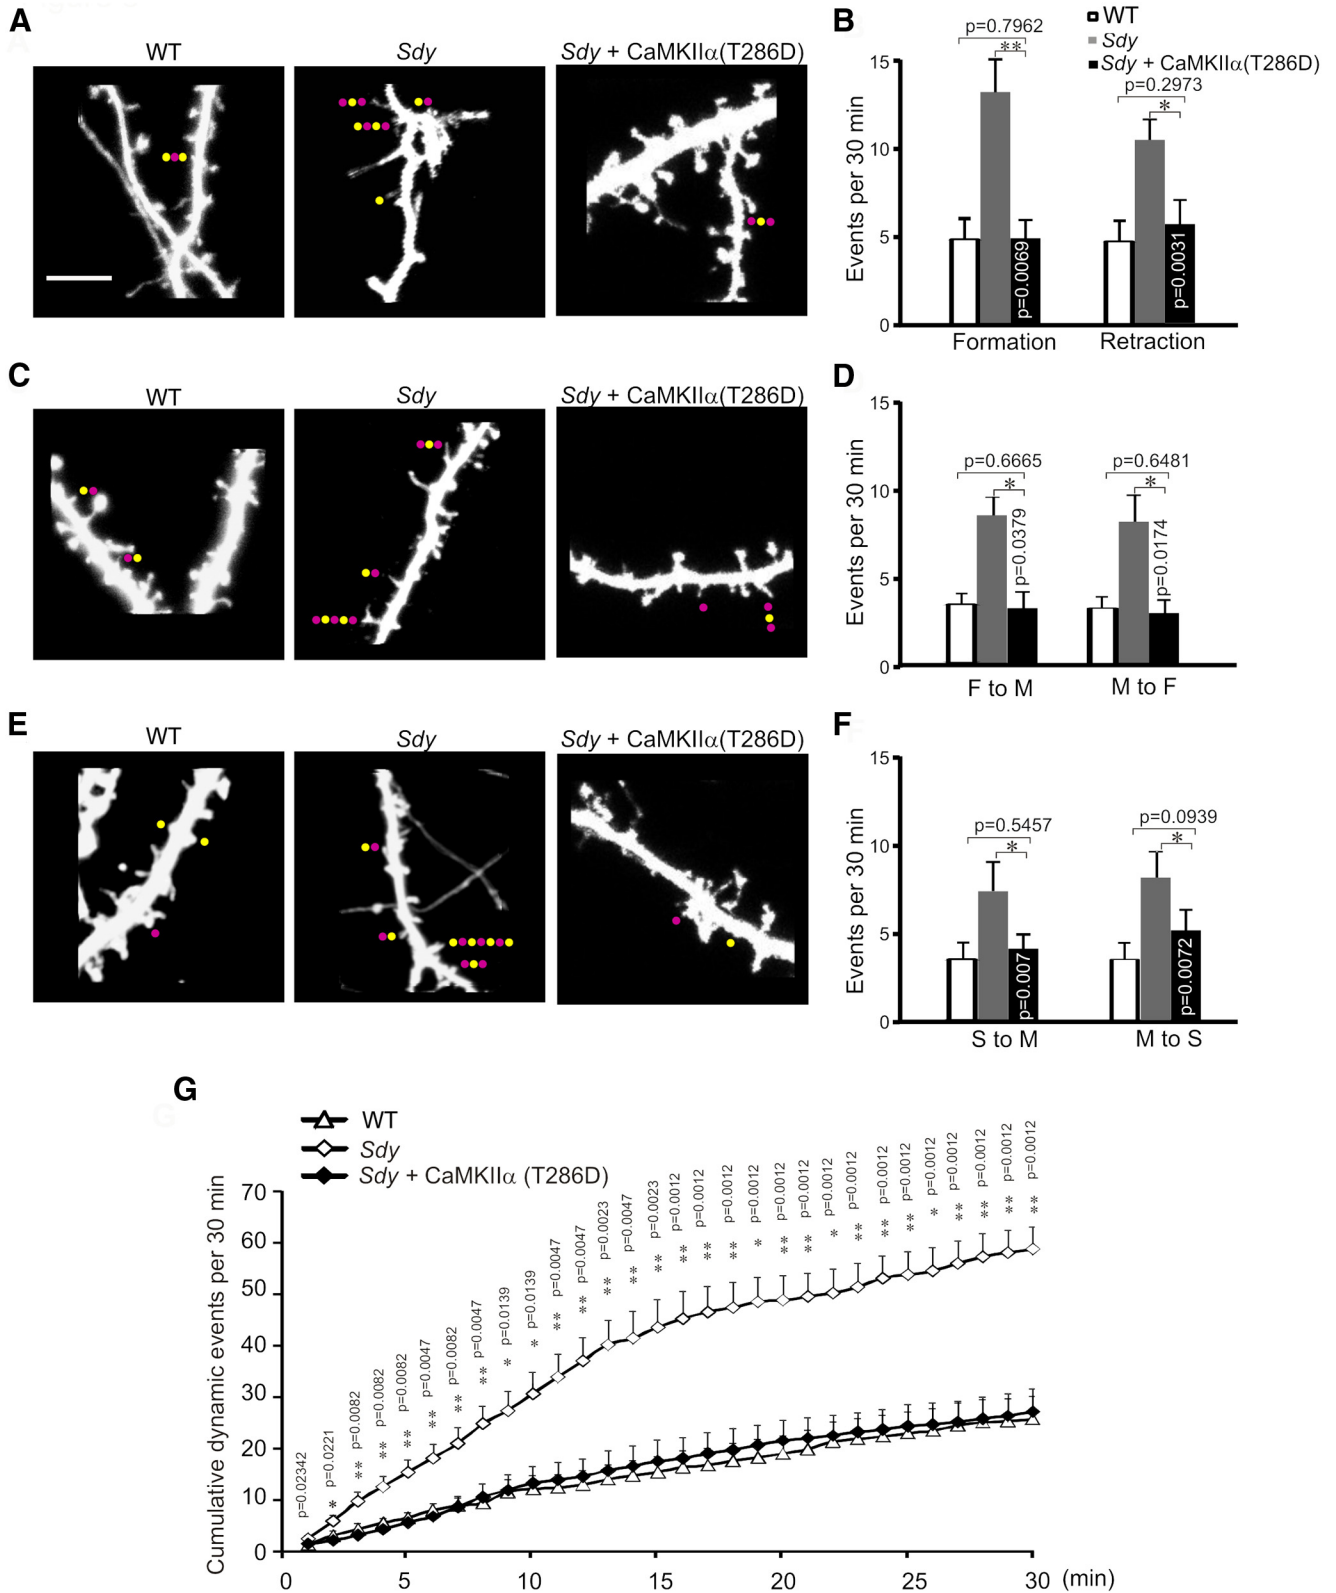 A
WT
Sdy
Sdy + CaMKIIα(T286D)
B
WT
Sdy
Sdy + CaMKIIα(T286D)
p=0.7962
**
p=0.2973
*
Events per 30 min
15
10
5
0
p=0.0069
p=0.0031
Formation
Retraction
C
WT
Sdy
Sdy + CaMKIIα(T286D)
D
Events per 30 min
15
10
5
0
p=0.6665
*
p=0.0379
p=0.6481
*
p=0.0174
F to M
M to F
E
WT
Sdy
Sdy + CaMKIIα(T286D)
F
Events per 30 min
15
10
5
0
p=0.5457
*
p=0.007
p=0.0939
*
p=0.0072
S to M
M to S
G
WT
Sdy
Sdy + CaMKIIα (T286D)
Cumulative dynamic events per 30 min
70
60
50
40
30
20
10
0
p=0.02342
* p=0.0221
** p=0.0082
** p=0.0082
** p=0.0082
** p=0.0047
** p=0.0082
** p=0.0047
* p=0.0139
* p=0.0139
** p=0.0047
** p=0.0047
** p=0.0023
** p=0.0047
** p=0.0023
** p=0.0012
** p=0.0012
** p=0.0012
* p=0.0012
** p=0.0012
** p=0.0012
* p=0.0012
** p=0.0012
** p=0.0012
** p=0.0012
* p=0.0012
** p=0.0012
** p=0.0012
** p=0.0012
** p=0.0012
0 5 10 15 20 25 30 (min)